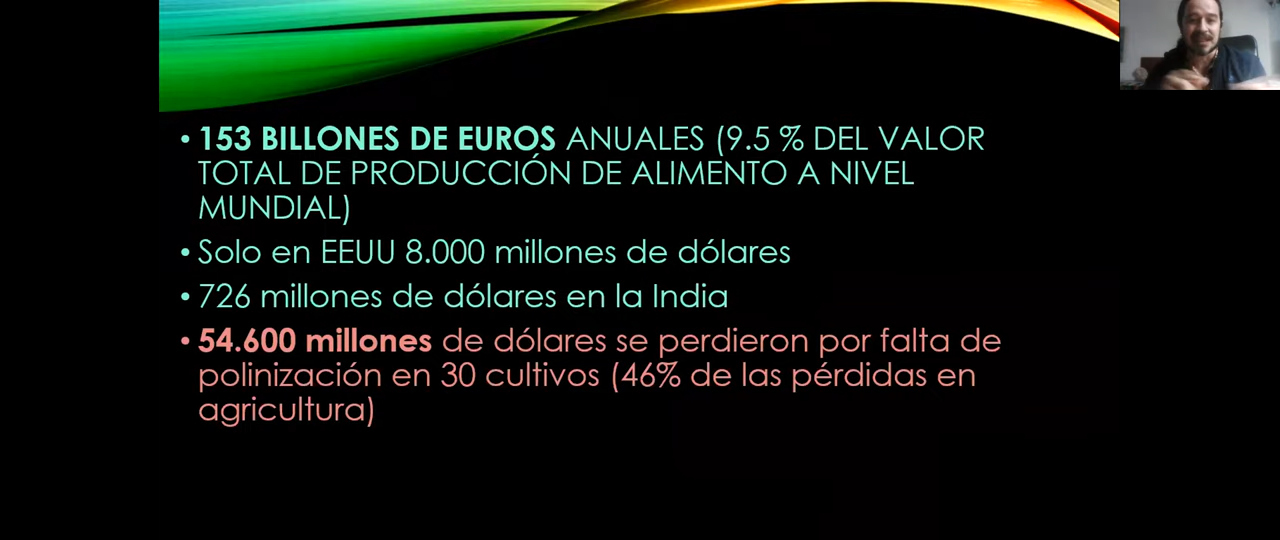 • 153 BILLONES DE EUROS ANUALES (9.5 % DEL VALOR
TOTAL DE PRODUCCIÓN DE ALIMENTO A NIVEL
MUNDIAL)
• Solo en EEUU 8.000 millones de dólares
• 726 millones de dólares en la India
• 54.600 millones de dólares se perdieron por falta de
polinización en 30 cultivos (46% de las pérdidas en
agricultura)